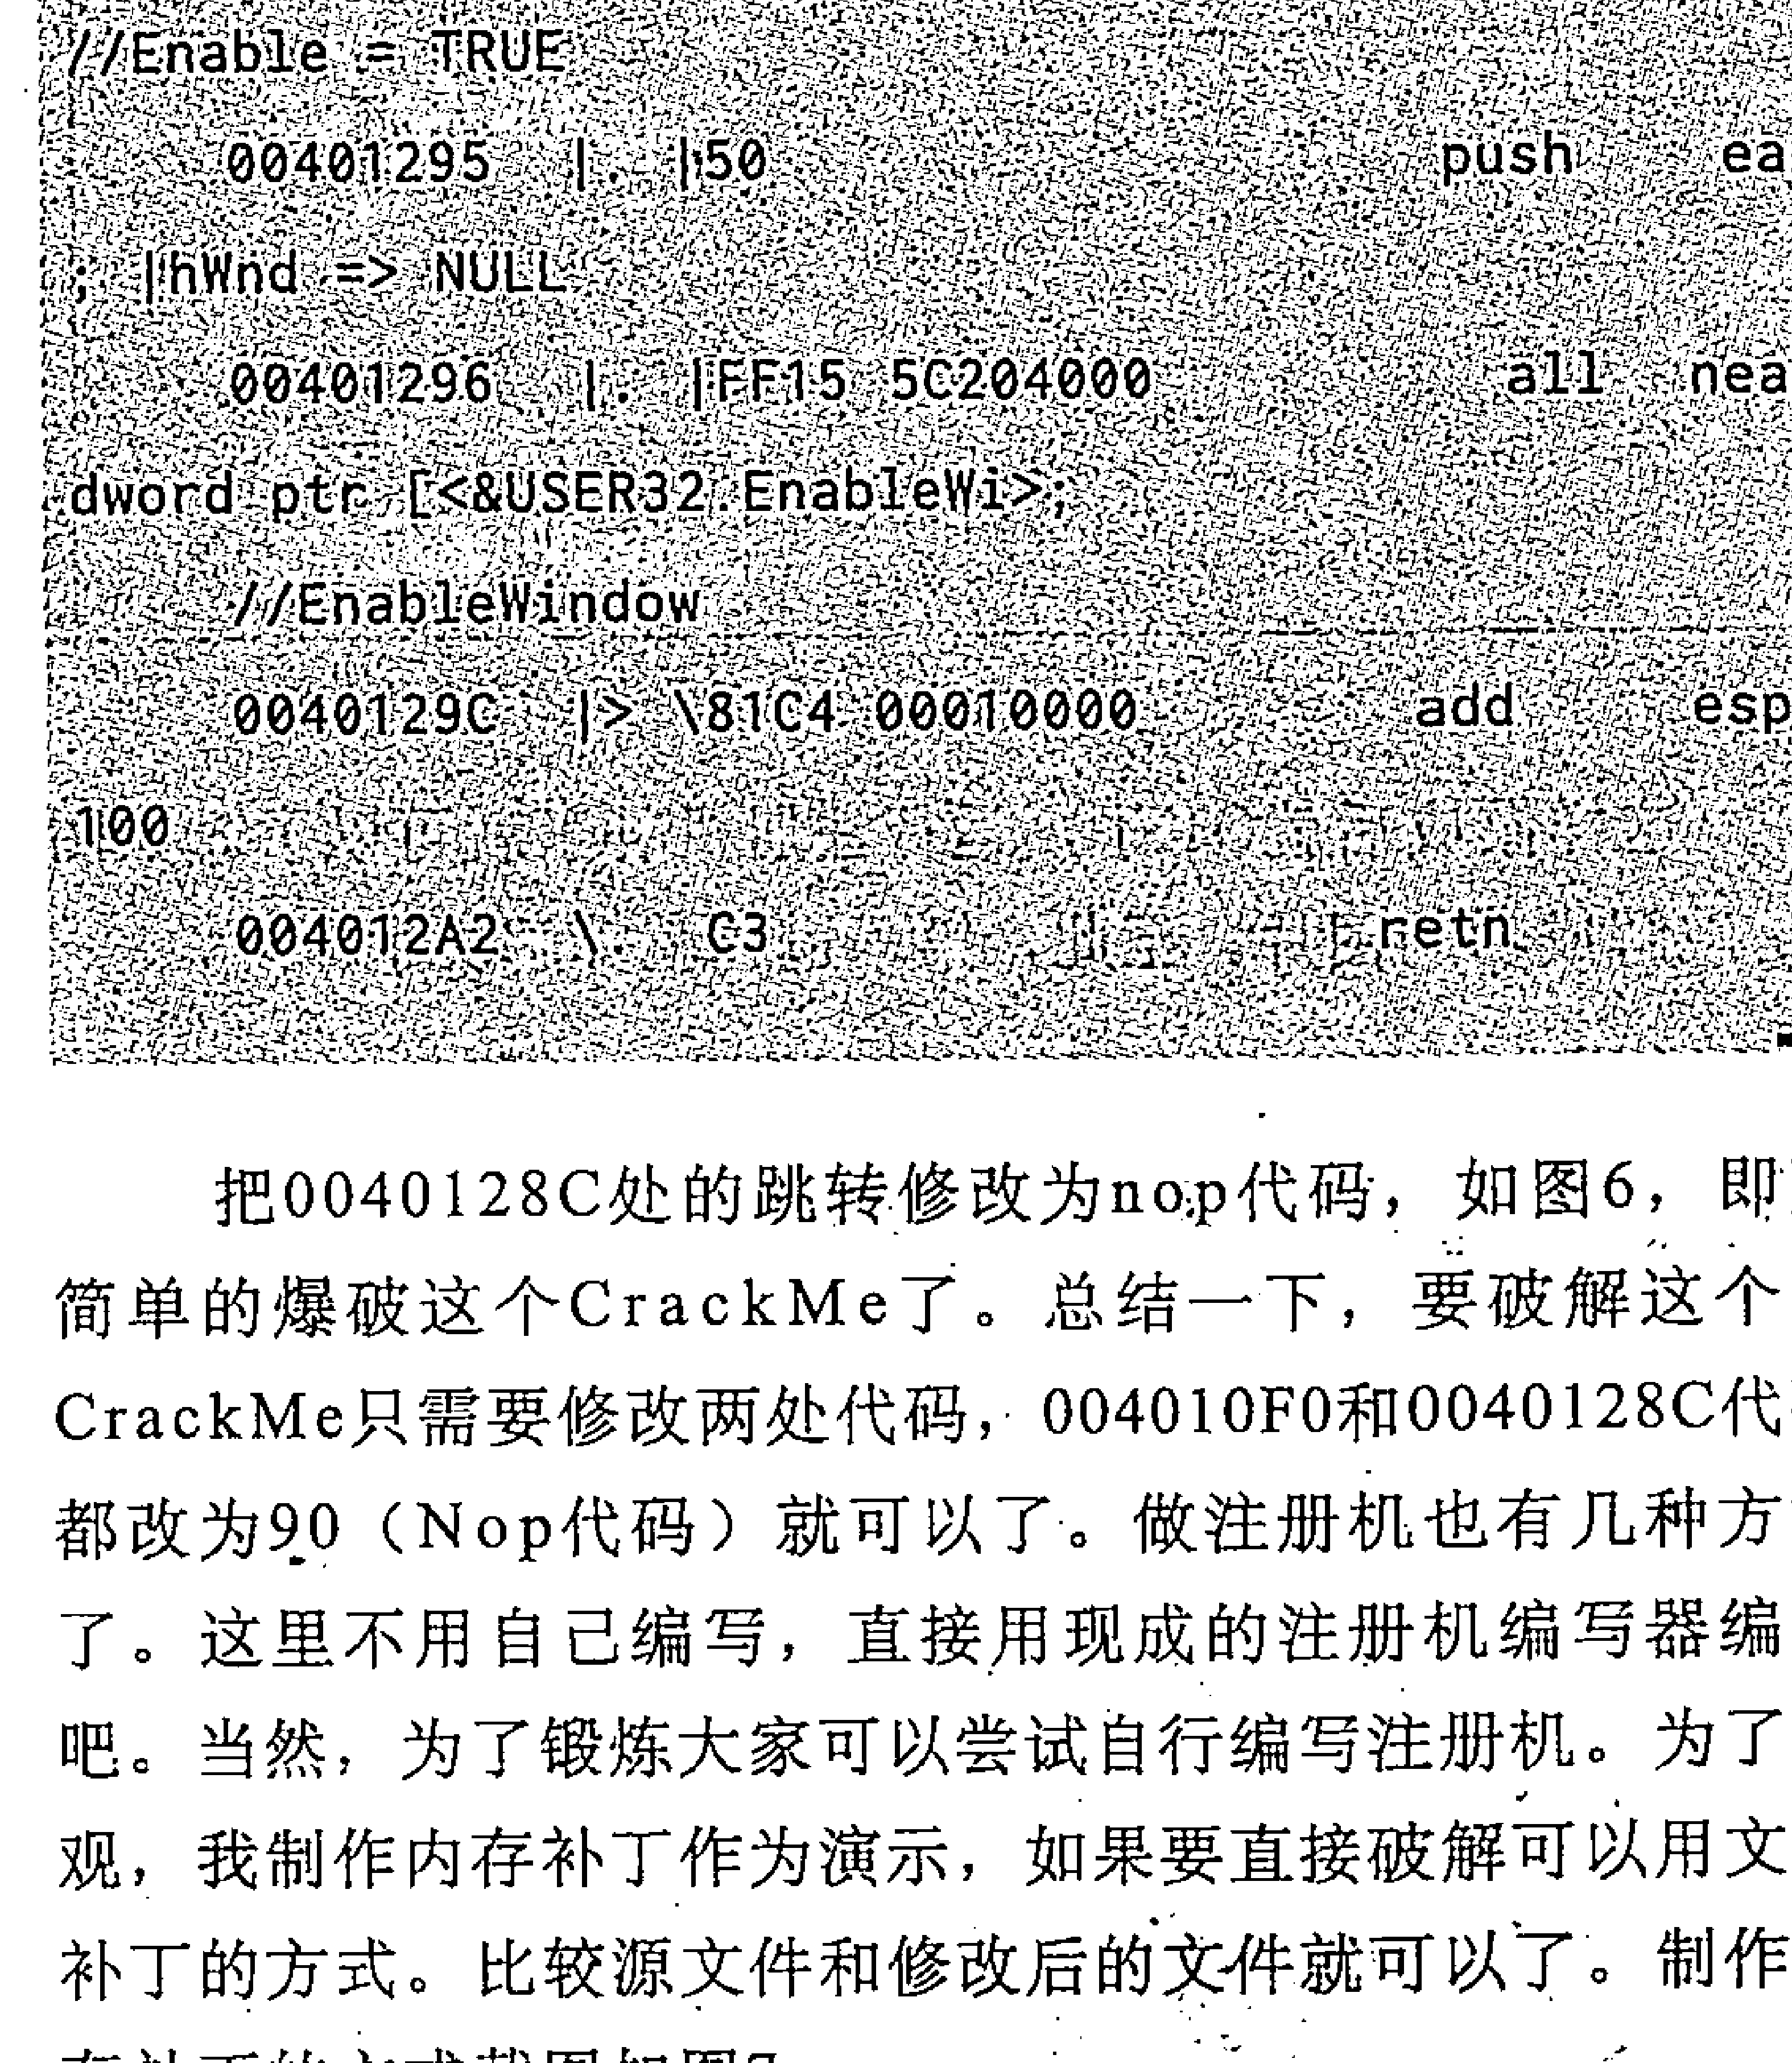 //Enable = TRUE
00401295 |. |50 push ea
; |hWnd => NULL
00401296 |. |FF15 5C204000 all nea
dword ptr [<&USER32.EnableWi>;
//EnableWindow
0040129C |> \81C4 00010000 add esp
100
004012A2 \. C3 retn
把0040128C处的跳转修改为nop代码，如图6，即
简单的爆破这个CrackMe了。总结一下，要破解这个
CrackMe只需要修改两处代码，004010F0和0040128C代
都改为90（Nop代码）就可以了。做注册机也有几种方
了。这里不用自己编写，直接用现成的注册机编写器编
吧。当然，为了锻炼大家可以尝试自行编写注册机。为了
观，我制作内存补丁作为演示，如果要直接破解可以用文
补丁的方式。比较源文件和修改后的文件就可以了。制作